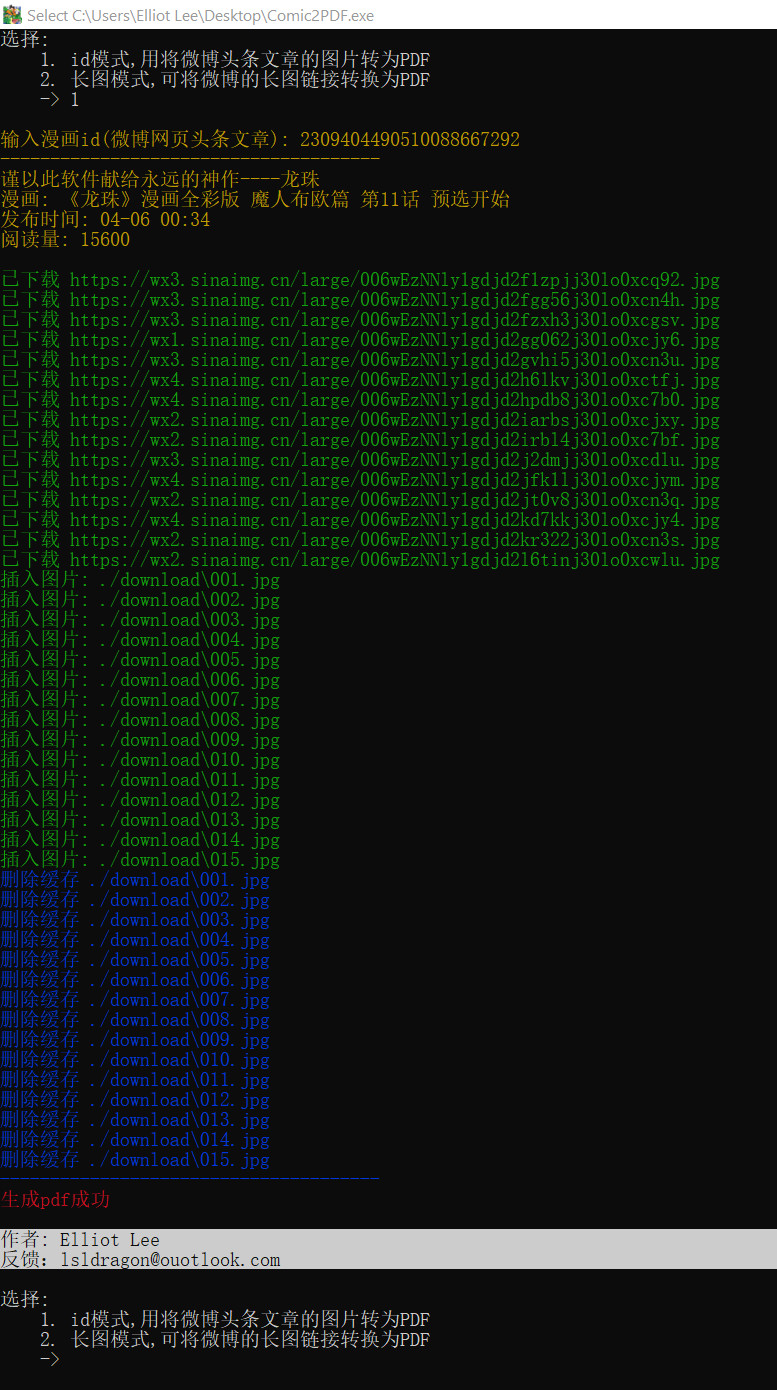 Select C:\Users\Elliot Lee\Desktop\Comic2PDF.exe
选择:
1. id模式,用将微博头条文章的图片转为PDF
2. 长图模式,可将微博的长图链接转换为PDF
-> 1
输入漫画id(微博网页头条文章): 2309404490510088667292
--------------------------------------
谨以此软件献给永远的神作----龙珠
漫画: 《龙珠》漫画全彩版 魔人布欧篇 第11话 预选开始
发布时间: 04-06 00:34
阅读量: 15600
已下载 https://wx3.sinaimg.cn/large/006wEzNNly1gdjd2f1zpjj30lo0xcq92.jpg
已下载 https://wx3.sinaimg.cn/large/006wEzNNly1gdjd2fgg56j30lo0xcn4h.jpg
已下载 https://wx3.sinaimg.cn/large/006wEzNNly1gdjd2fzxh3j30lo0xcgsv.jpg
已下载 https://wx1.sinaimg.cn/large/006wEzNNly1gdjd2gg062j30lo0xcjy6.jpg
已下载 https://wx3.sinaimg.cn/large/006wEzNNly1gdjd2gvhi5j30lo0xcn3u.jpg
已下载 https://wx4.sinaimg.cn/large/006wEzNNly1gdjd2h61kvj30lo0xctfj.jpg
已下载 https://wx4.sinaimg.cn/large/006wEzNNly1gdjd2hpdb8j30lo0xc7b0.jpg
已下载 https://wx2.sinaimg.cn/large/006wEzNNly1gdjd2iarbsj30lo0xcjxy.jpg
已下载 https://wx2.sinaimg.cn/large/006wEzNNly1gdjd2irbl4j30lo0xc7bf.jpg
已下载 https://wx3.sinaimg.cn/large/006wEzNNly1gdjd2j2dmjj30lo0xcdlu.jpg
已下载 https://wx4.sinaimg.cn/large/006wEzNNly1gdjd2jfk1lj30lo0xcjym.jpg
已下载 https://wx2.sinaimg.cn/large/006wEzNNly1gdjd2jt0v8j30lo0xcn3q.jpg
已下载 https://wx4.sinaimg.cn/large/006wEzNNly1gdjd2kd7kkj30lo0xcjy4.jpg
已下载 https://wx2.sinaimg.cn/large/006wEzNNly1gdjd2kr322j30lo0xcn3s.jpg
已下载 https://wx2.sinaimg.cn/large/006wEzNNly1gdjd2l6tinj30lo0xcwlu.jpg
插入图片: ./download\001.jpg
插入图片: ./download\002.jpg
插入图片: ./download\003.jpg
插入图片: ./download\004.jpg
插入图片: ./download\005.jpg
插入图片: ./download\006.jpg
插入图片: ./download\007.jpg
插入图片: ./download\008.jpg
插入图片: ./download\009.jpg
插入图片: ./download\010.jpg
插入图片: ./download\011.jpg
插入图片: ./download\012.jpg
插入图片: ./download\013.jpg
插入图片: ./download\014.jpg
插入图片: ./download\015.jpg
删除缓存 ./download\001.jpg
删除缓存 ./download\002.jpg
删除缓存 ./download\003.jpg
删除缓存 ./download\004.jpg
删除缓存 ./download\005.jpg
删除缓存 ./download\006.jpg
删除缓存 ./download\007.jpg
删除缓存 ./download\008.jpg
删除缓存 ./download\009.jpg
删除缓存 ./download\010.jpg
删除缓存 ./download\011.jpg
删除缓存 ./download\012.jpg
删除缓存 ./download\013.jpg
删除缓存 ./download\014.jpg
删除缓存 ./download\015.jpg
--------------------------------------
生成pdf成功
作者: Elliot Lee
反馈: lsldragon@ouotlook.com
选择:
1. id模式,用将微博头条文章的图片转为PDF
2. 长图模式,可将微博的长图链接转换为PDF
->